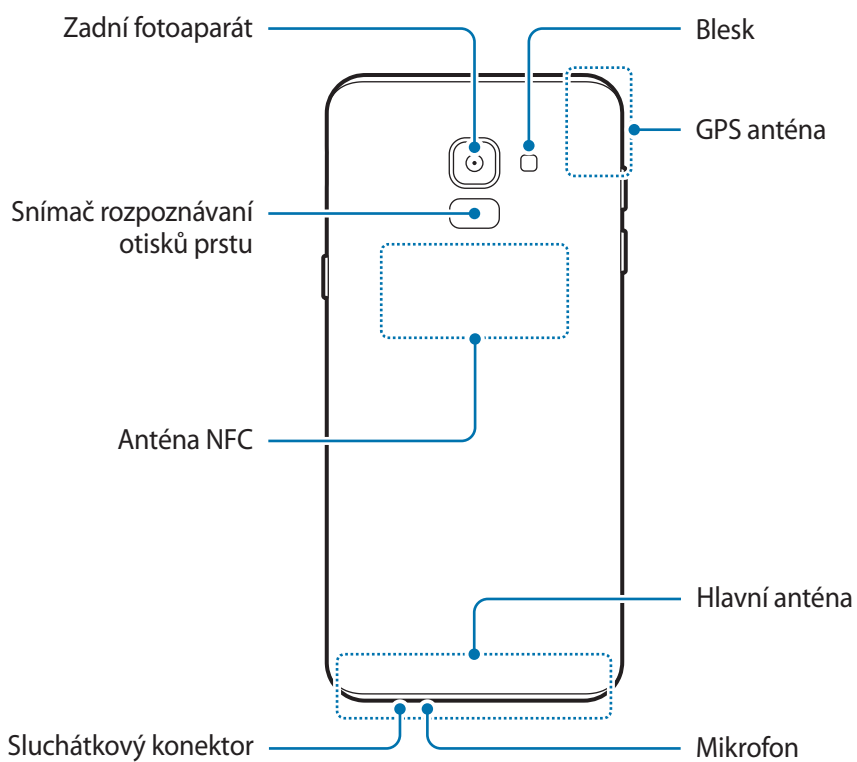 Zadní fotoaparát
Blesk
GPS anténa
Snímač rozpoznávaní
otisků prstu
Anténa NFC
Hlavní anténa
Sluchátkový konektor
Mikrofon